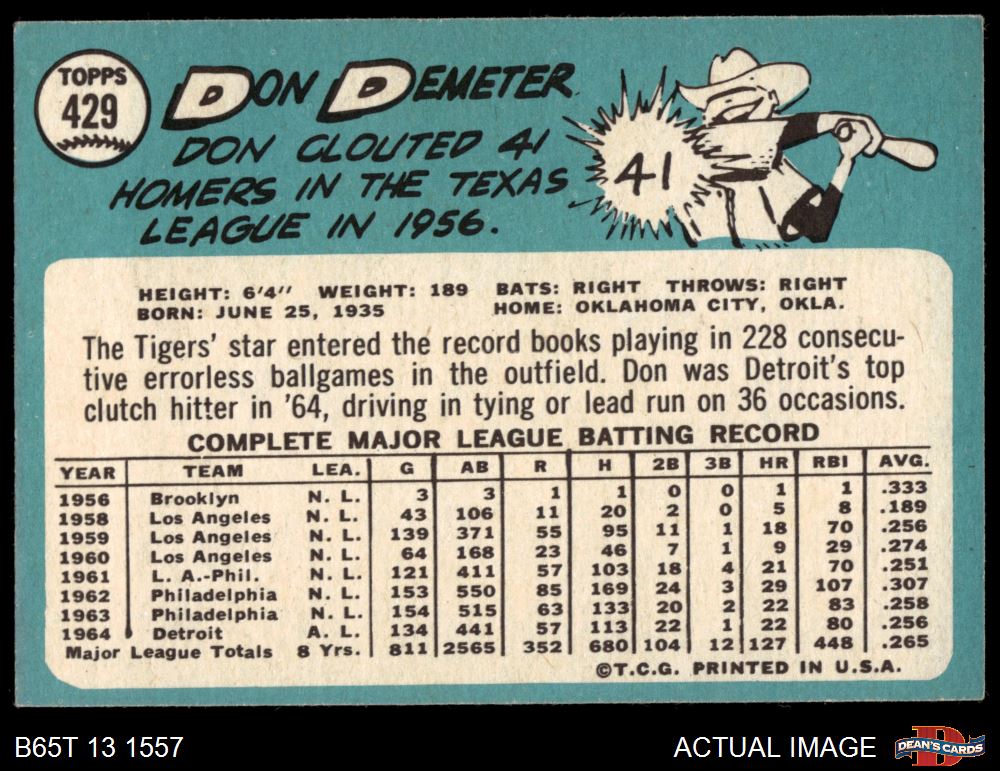 TOPPS
429
DON DEMETER
DON CLOUTED 41
HOMERS IN THE TEXAS
LEAGUE IN 1956.
41
HEIGHT: 6'4" WEIGHT: 189 BATS: RIGHT THROWS: RIGHT
BORN: JUNE 25, 1935 HOME: OKLAHOMA CITY, OKLA.
The Tigers' star entered the record books playing in 228 consecu-
tive errorless ballgames in the outfield. Don was Detroit's top
clutch hitter in '64, driving in tying or lead run on 36 occasions.
COMPLETE MAJOR LEAGUE BATTING RECORD
YEAR TEAM LEA. G AB R H 2B 3B HR RBI AVG.
1956 Brooklyn N. L. 3 3 1 1 0 0 1 1 .333
1958 Los Angeles N. L. 43 106 11 20 2 0 5 8 .189
1959 Los Angeles N. L. 139 371 55 95 11 1 18 70 .256
1960 Los Angeles N. L. 64 168 23 46 7 1 9 29 .274
1961 L. A.-Phil. N. L. 121 411 57 103 18 4 21 70 .251
1962 Philadelphia N. L. 153 550 85 169 24 3 29 107 .307
1963 Philadelphia N. L. 154 515 63 133 20 2 22 83 .258
1964 Detroit A. L. 134 441 57 113 22 1 22 80 .256
Major League Totals 8 Yrs. 811 2565 352 680 104 12 127 448 .265
©T.C.G. PRINTED IN U.S.A.
B65T 13 1557 ACTUAL IMAGE
DEAN'S CARDS